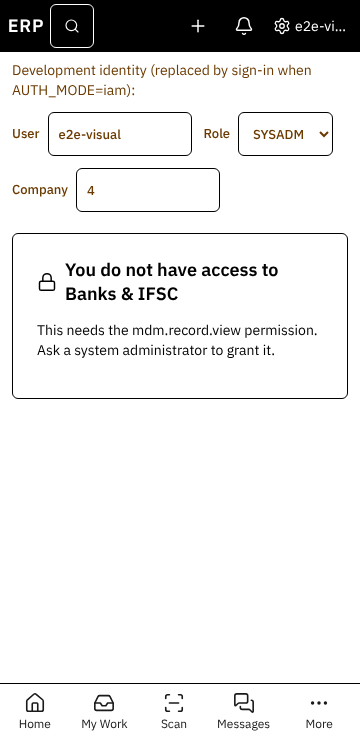 ERP
e2e-vi...
Development identity (replaced by sign-in when
AUTH_MODE=iam):
User e2e-visual Role SYSADM
Company 4
You do not have access to
Banks & IFSC
This needs the mdm.record.view permission.
Ask a system administrator to grant it.
Home My Work Scan Messages More